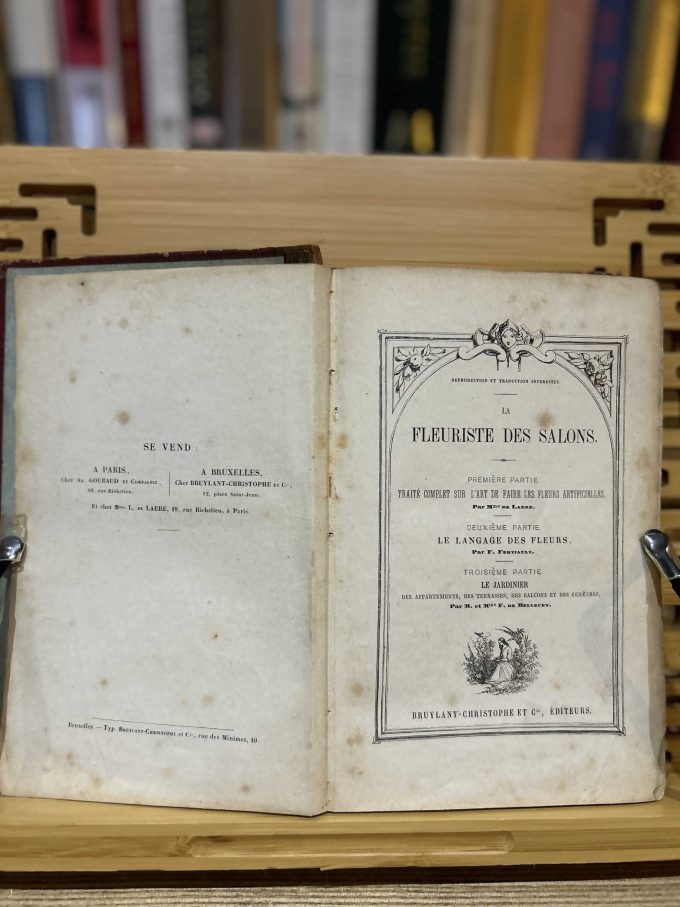 SE VEND :
A PARIS,
Chez Ad. GOUBAUD ET COMPAGNIE,
92. rue Richelieu.
A BRUXELLES,
Chez BRUYLANT-CHRISTOPHE ET Cie,
12, place Saint-Jean.
Et chez Mme L. DE LAERE, 18, rue Richelieu, à Paris.
Bruxelles — Typ. BRUYLANT-CHRISTOPHE et Cie, rue des Minimes, 10.
REPRODUCTION ET TRADUCTION INTERDITES.
LA
FLEURISTE DES SALONS.
PREMIÈRE PARTIE
TRAITÉ COMPLET SUR L'ART DE FAIRE LES FLEURS ARTIFICIELLES,
Par Mme DE LAERE.
DEUXIÈME PARTIE
LE LANGAGE DES FLEURS,
Par F. FERTIAULT.
TROISIÈME PARTIE
LE JARDINIER
DES APPARTEMENTS, DES TERRASSES, DES BALCONS ET DES FENÊTRES,
Par M. et Mme F. DE
BRUYLANT-CHRISTOPHE ET Cie, ÉDITEURS.